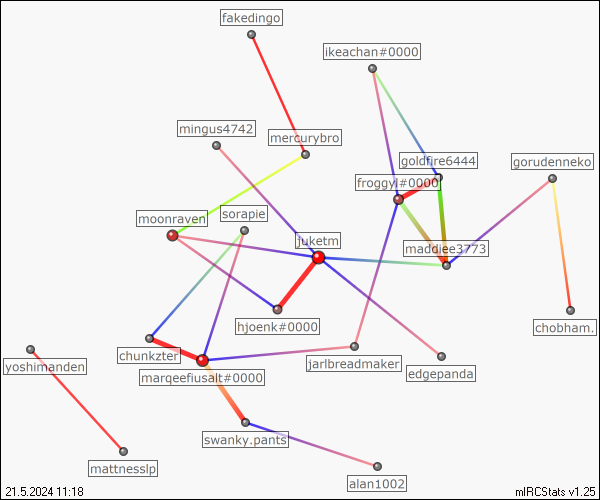 fakedingo
ikeachan#0000
mingus4742
mercurybro
goldfire6444
gorudenneko
froggyl#0000
moonraven
sorapie
juketm
maddiee3773
hjoenk#0000
chobham.
chunkzter
yoshimanden
jarlbreadmaker
edgepanda
marqeefiusalt#0000
swanky.pants
mattnesslp
alan1002
21.5.2024 11:18
mIRCStats v1.25